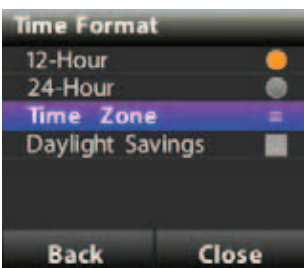 Time Format
12-Hour
24-Hour
Time Zone
Daylight Savings
Back Close